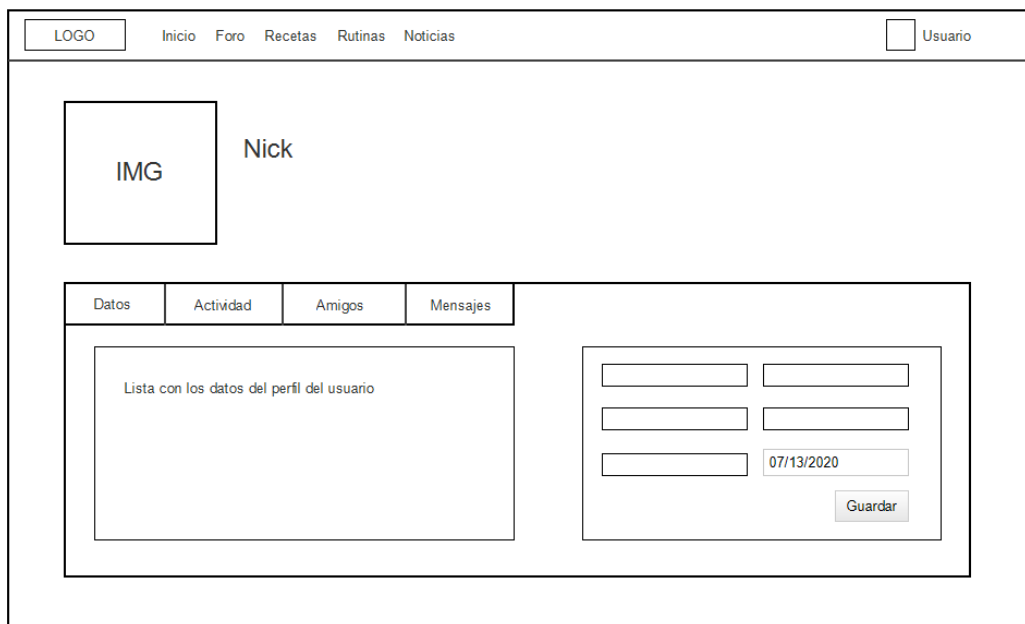 LOGO Inicio Foro Recetas Rutinas Noticias Usuario
IMG
Nick
Datos Actividad Amigos Mensajes
Lista con los datos del perfil del usuario
07/13/2020
Guardar